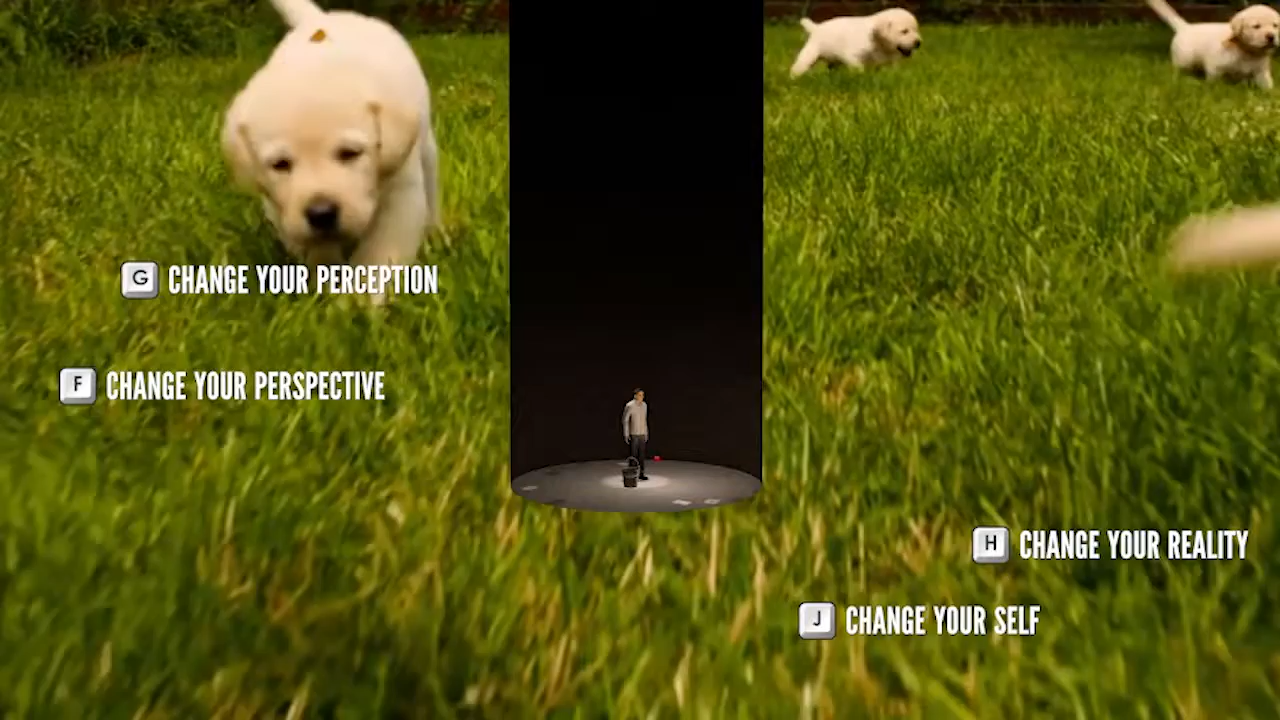 G CHANGE YOUR PERCEPTION
F CHANGE YOUR PERSPECTIVE
H CHANGE YOUR REALITY
J CHANGE YOUR SELF